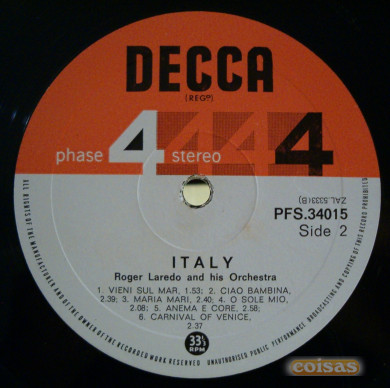 DECCA
(REGD)
phase 4 stereo 444
ZAL.5331(B)
PFS.34015
Side 2
ITALY
Roger Laredo and his Orchestra
1. VIENI SUL MAR, 1.53; 2. CIAO BAMBINA,
2.39; 3. MARIA MARI, 2.40; 4. O SOLE MIO,
2.08; 5. ANEMA E CORE, 2.58;
6. CARNIVAL OF VENICE,
2.37
33⅓
RPM
ALL RIGHTS OF THE MANUFACTURER AND OF THE OWNER OF THE RECORDED WORK RESERVED UNAUTHORISED PUBLIC PERFORMANCE BROADCASTING AND COPYING OF THIS RECORD PROHIBITED
coisas